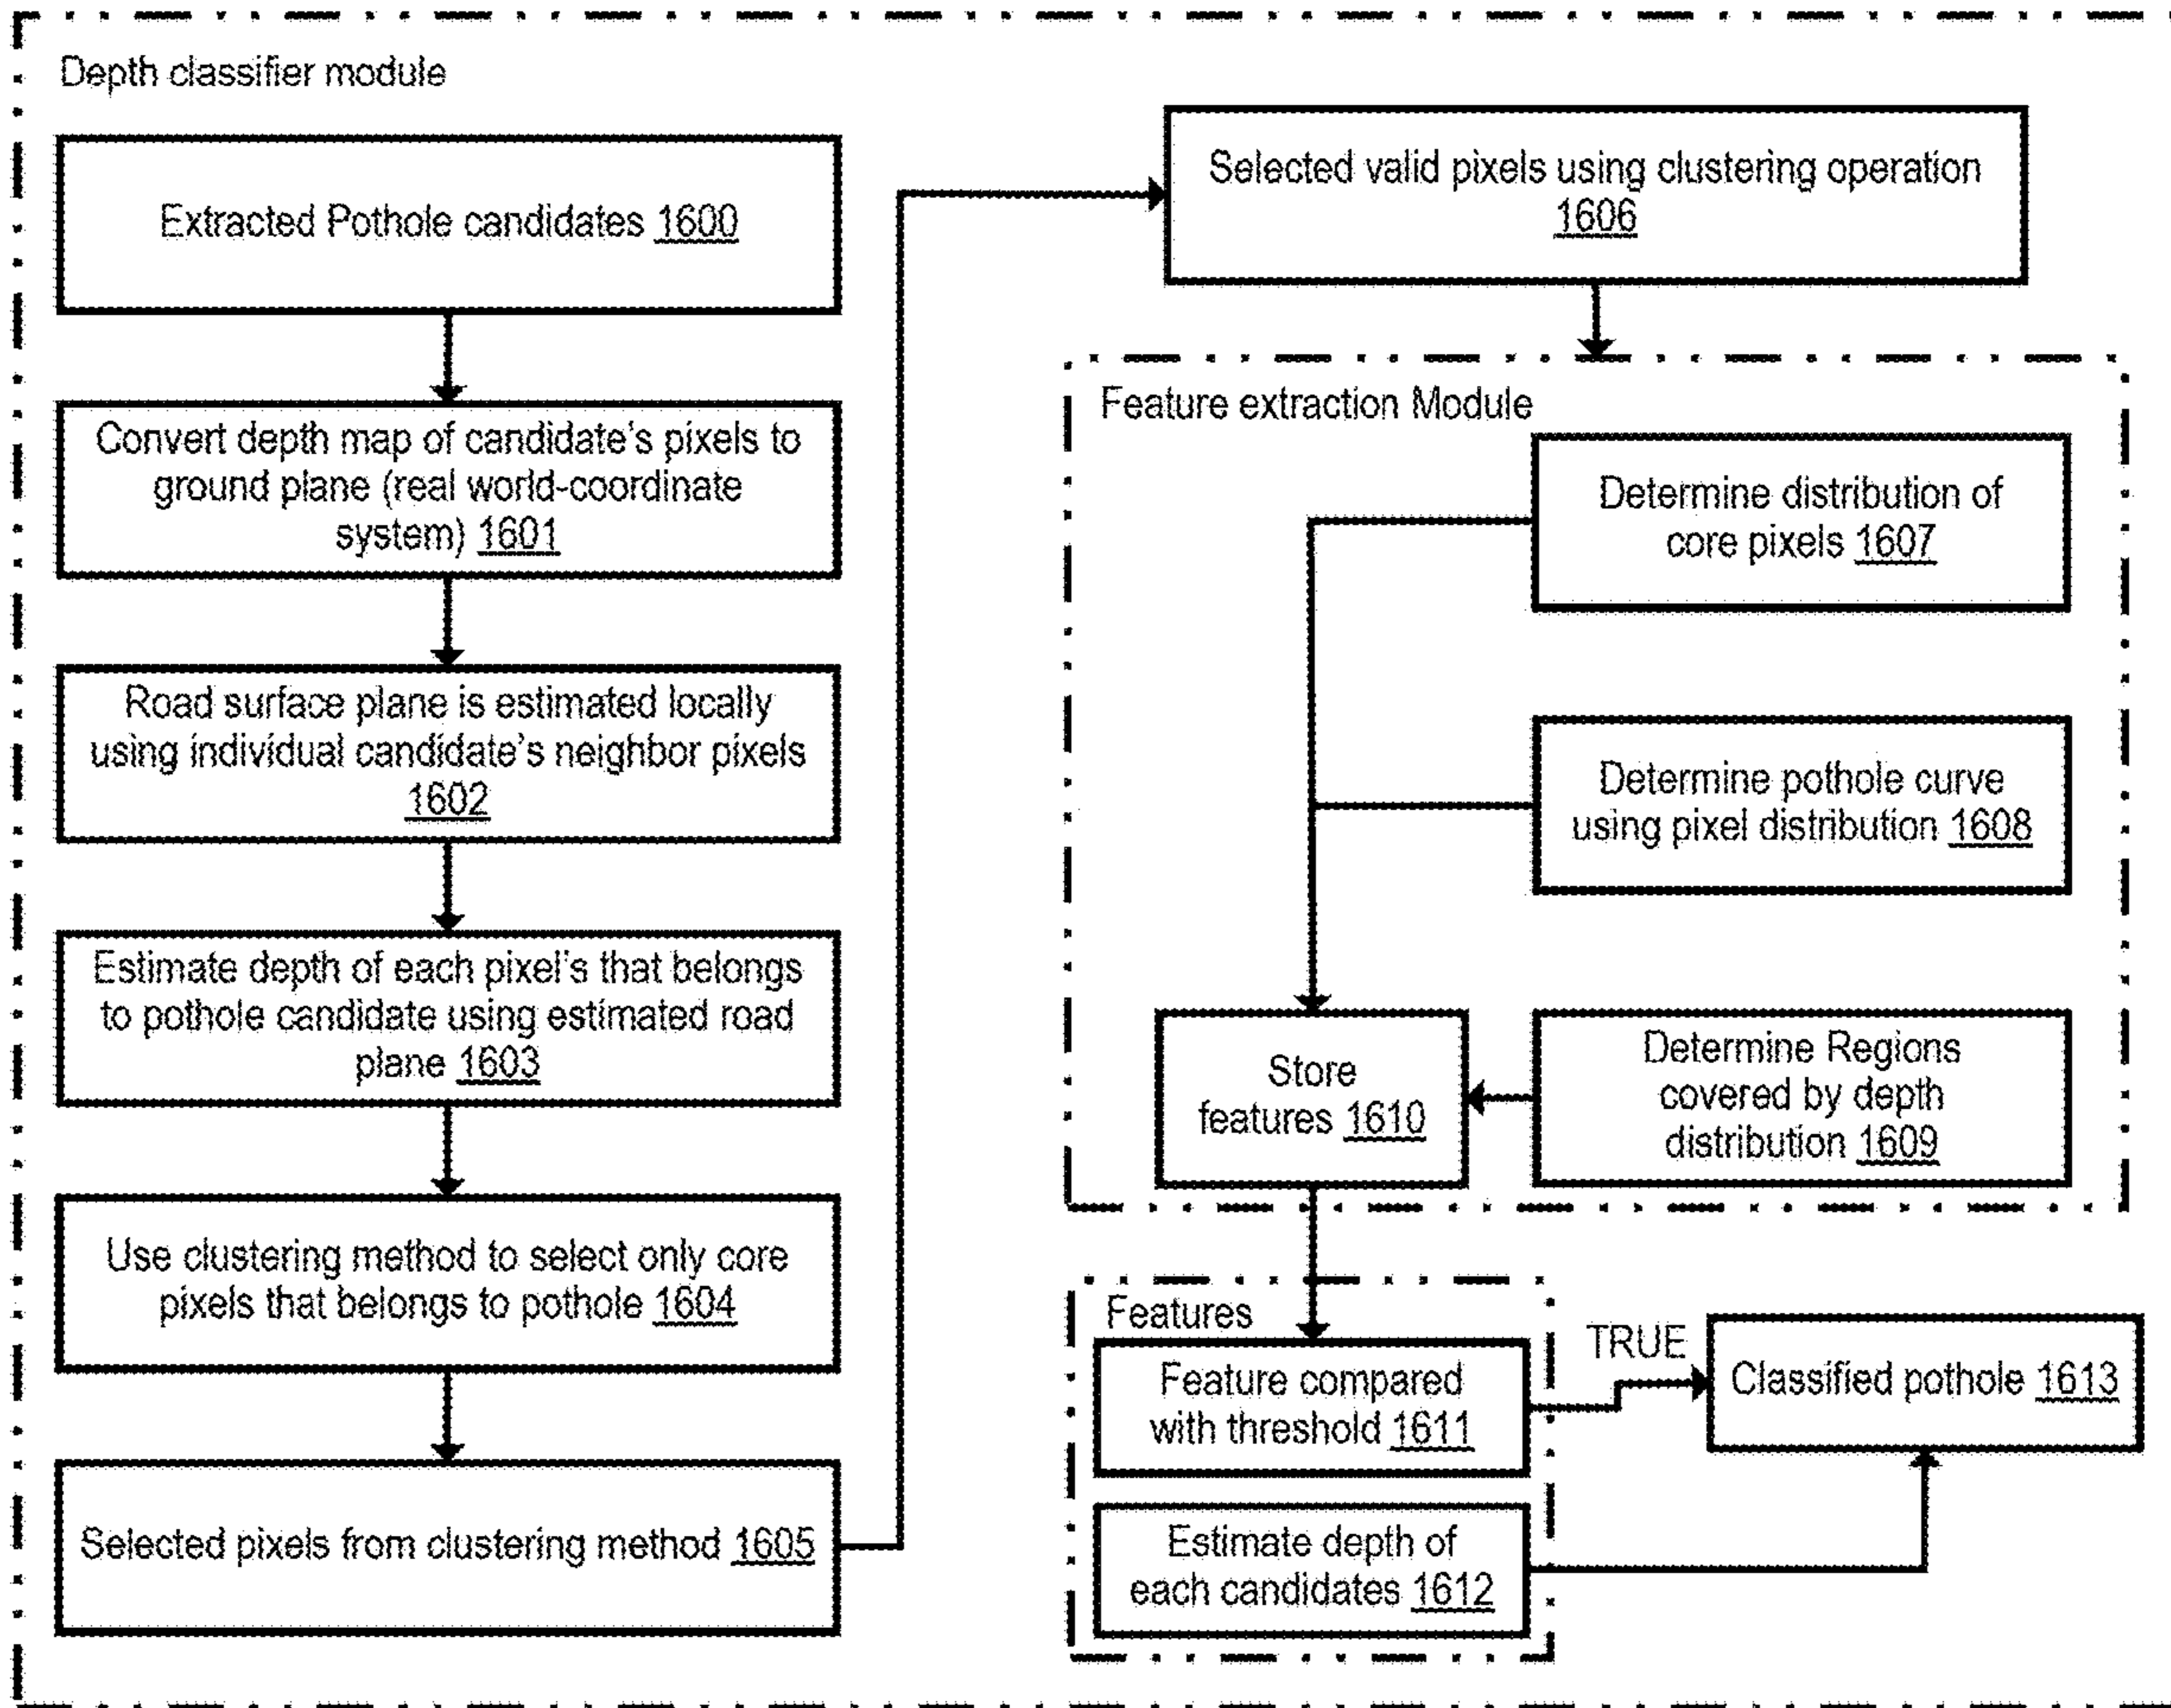 Depth classifier module
Extracted Pothole candidates 1600
Convert depth map of candidate's pixels to
ground plane (real world-coordinate
system) 1601
Road surface plane is estimated locally
using individual candidate's neighbor pixels
1602
Estimate depth of each pixel's that belongs
to pothole candidate using estimated road
plane 1603
Use clustering method to select only core
pixels that belongs to pothole 1604
Selected pixels from clustering method 1605
Selected valid pixels using clustering operation
1606
Feature extraction Module
Determine distribution of
core pixels 1607
Determine pothole curve
using pixel distribution 1608
Determine Regions
covered by depth
distribution 1609
Store
features 1610
Features
Feature compared
with threshold 1611
Estimate depth of
each candidates 1612
TRUE
Classified pothole 1613